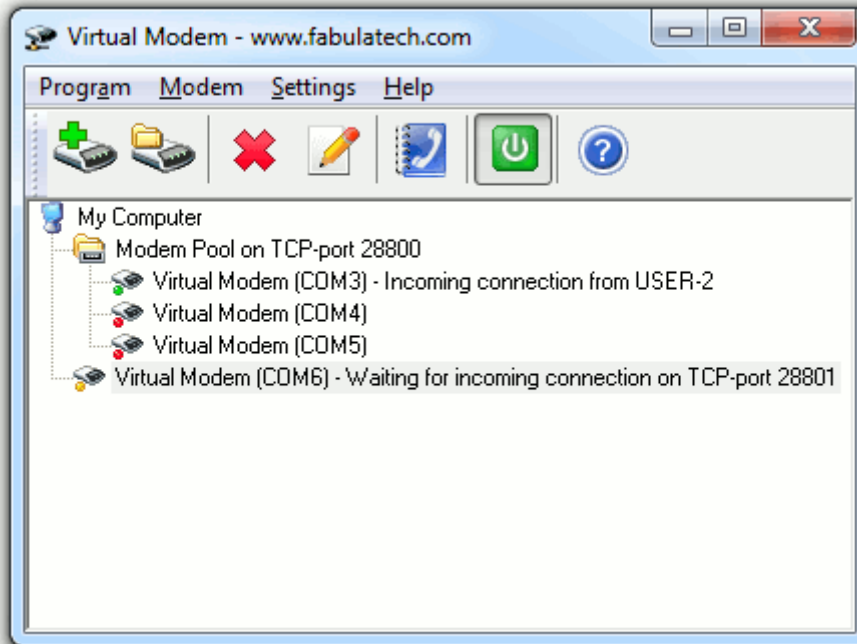 Virtual Modem - www.fabulatech.com
Program Modem Settings Help
My Computer
Modem Pool on TCP-port 28800
Virtual Modem (COM3) - Incoming connection from USER-2
Virtual Modem (COM4)
Virtual Modem (COM5)
Virtual Modem (COM6) - Waiting for incoming connection on TCP-port 28801